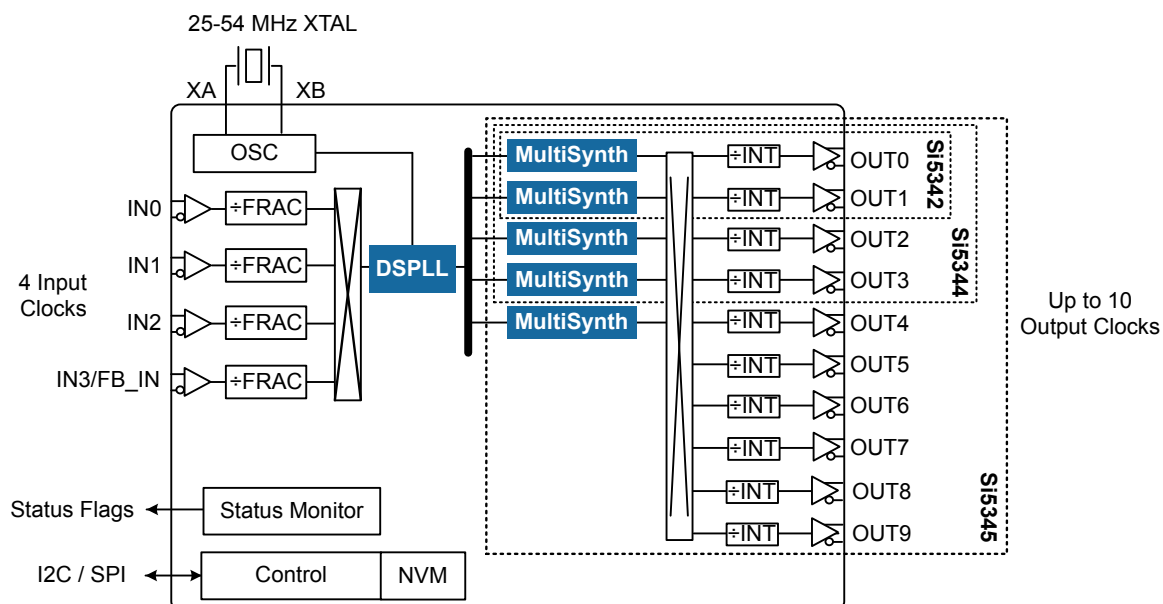 25-54 MHz XTAL
XA
XB
OSC
IN0
÷FRAC
IN1
÷FRAC
IN2
÷FRAC
IN3/FB_IN
÷FRAC
4 Input
Clocks
DSPLL
MultiSynth
÷INT
OUT0
MultiSynth
÷INT
OUT1
Si5342
MultiSynth
÷INT
OUT2
MultiSynth
÷INT
OUT3
Si5344
MultiSynth
÷INT
OUT4
÷INT
OUT5
÷INT
OUT6
÷INT
OUT7
÷INT
OUT8
÷INT
OUT9
Si5345
Up to 10
Output Clocks
Status Flags
Status Monitor
I2C / SPI
Control
NVM